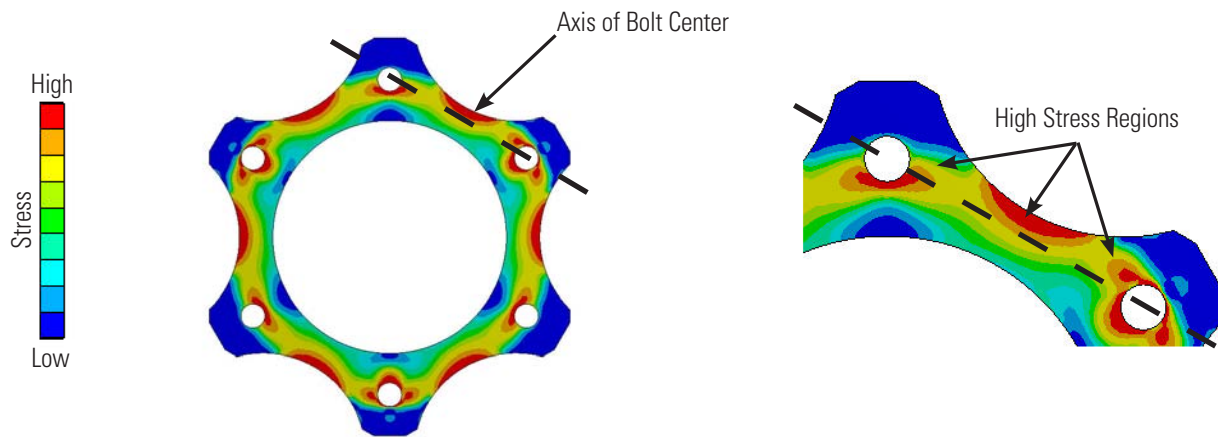 Axis of Bolt Center
High
Stress
Low
High Stress Regions